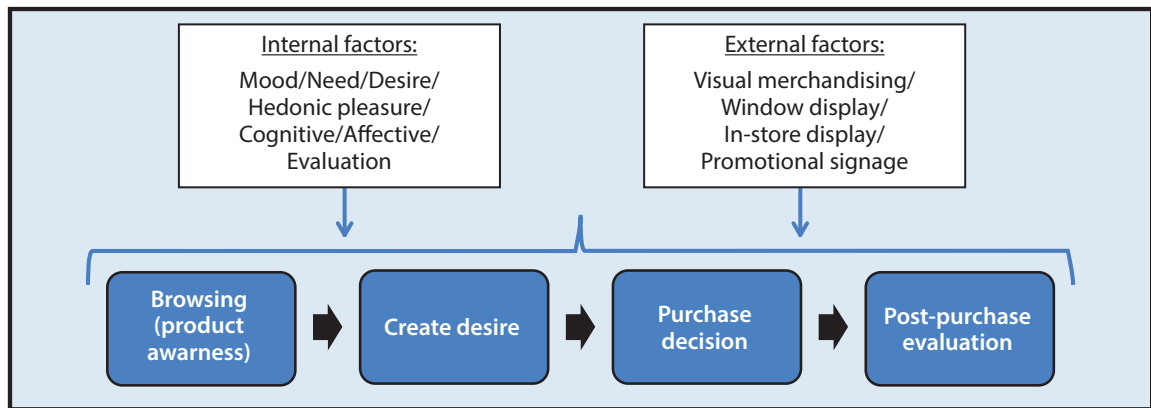 Internal factors:
Mood/Need/Desire/
Hedonic pleasure/
Cognitive/Affective/
Evaluation
External factors:
Visual merchandising/
Window display/
In-store display/
Promotional signage
Browsing
(product
awarness)
Create desire
Purchase
decision
Post-purchase
evaluation